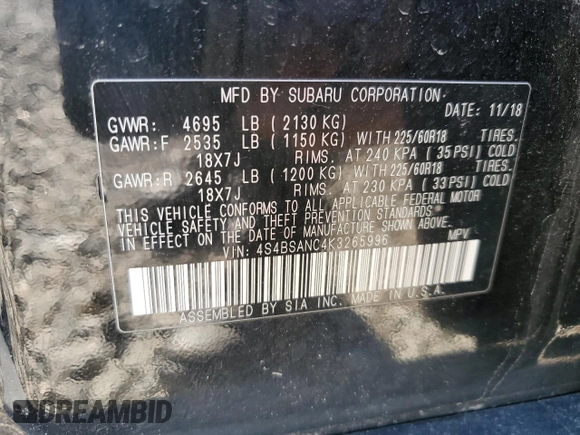 MFD BY SUBARU CORPORATION
DATE: 11/18
GVWR: 4695 LB ( 2130 KG)
GAWR:F 2535 LB ( 1150 KG) WITH 225/60R18 TIRES.
18X7J RIMS. AT 240 KPA ( 35 PSI) COLD
GAWR:R 2645 LB ( 1200 KG) WITH 225/60R18 TIRES.
18X7J RIMS. AT 230 KPA ( 33 PSI) COLD
THIS VEHICLE CONFORMS TO ALL APPLICABLE FEDERAL MOTOR
VEHICLE SAFETY AND THEFT PREVENTION STANDARDS
IN EFFECT ON THE DATE OF MANUFACTURE SHOWN ABOVE.
VIN: 4S4BSANC4K3265996 MPV
ASSEMBLED BY SIA INC. MADE IN U.S.A.
DREAMBID